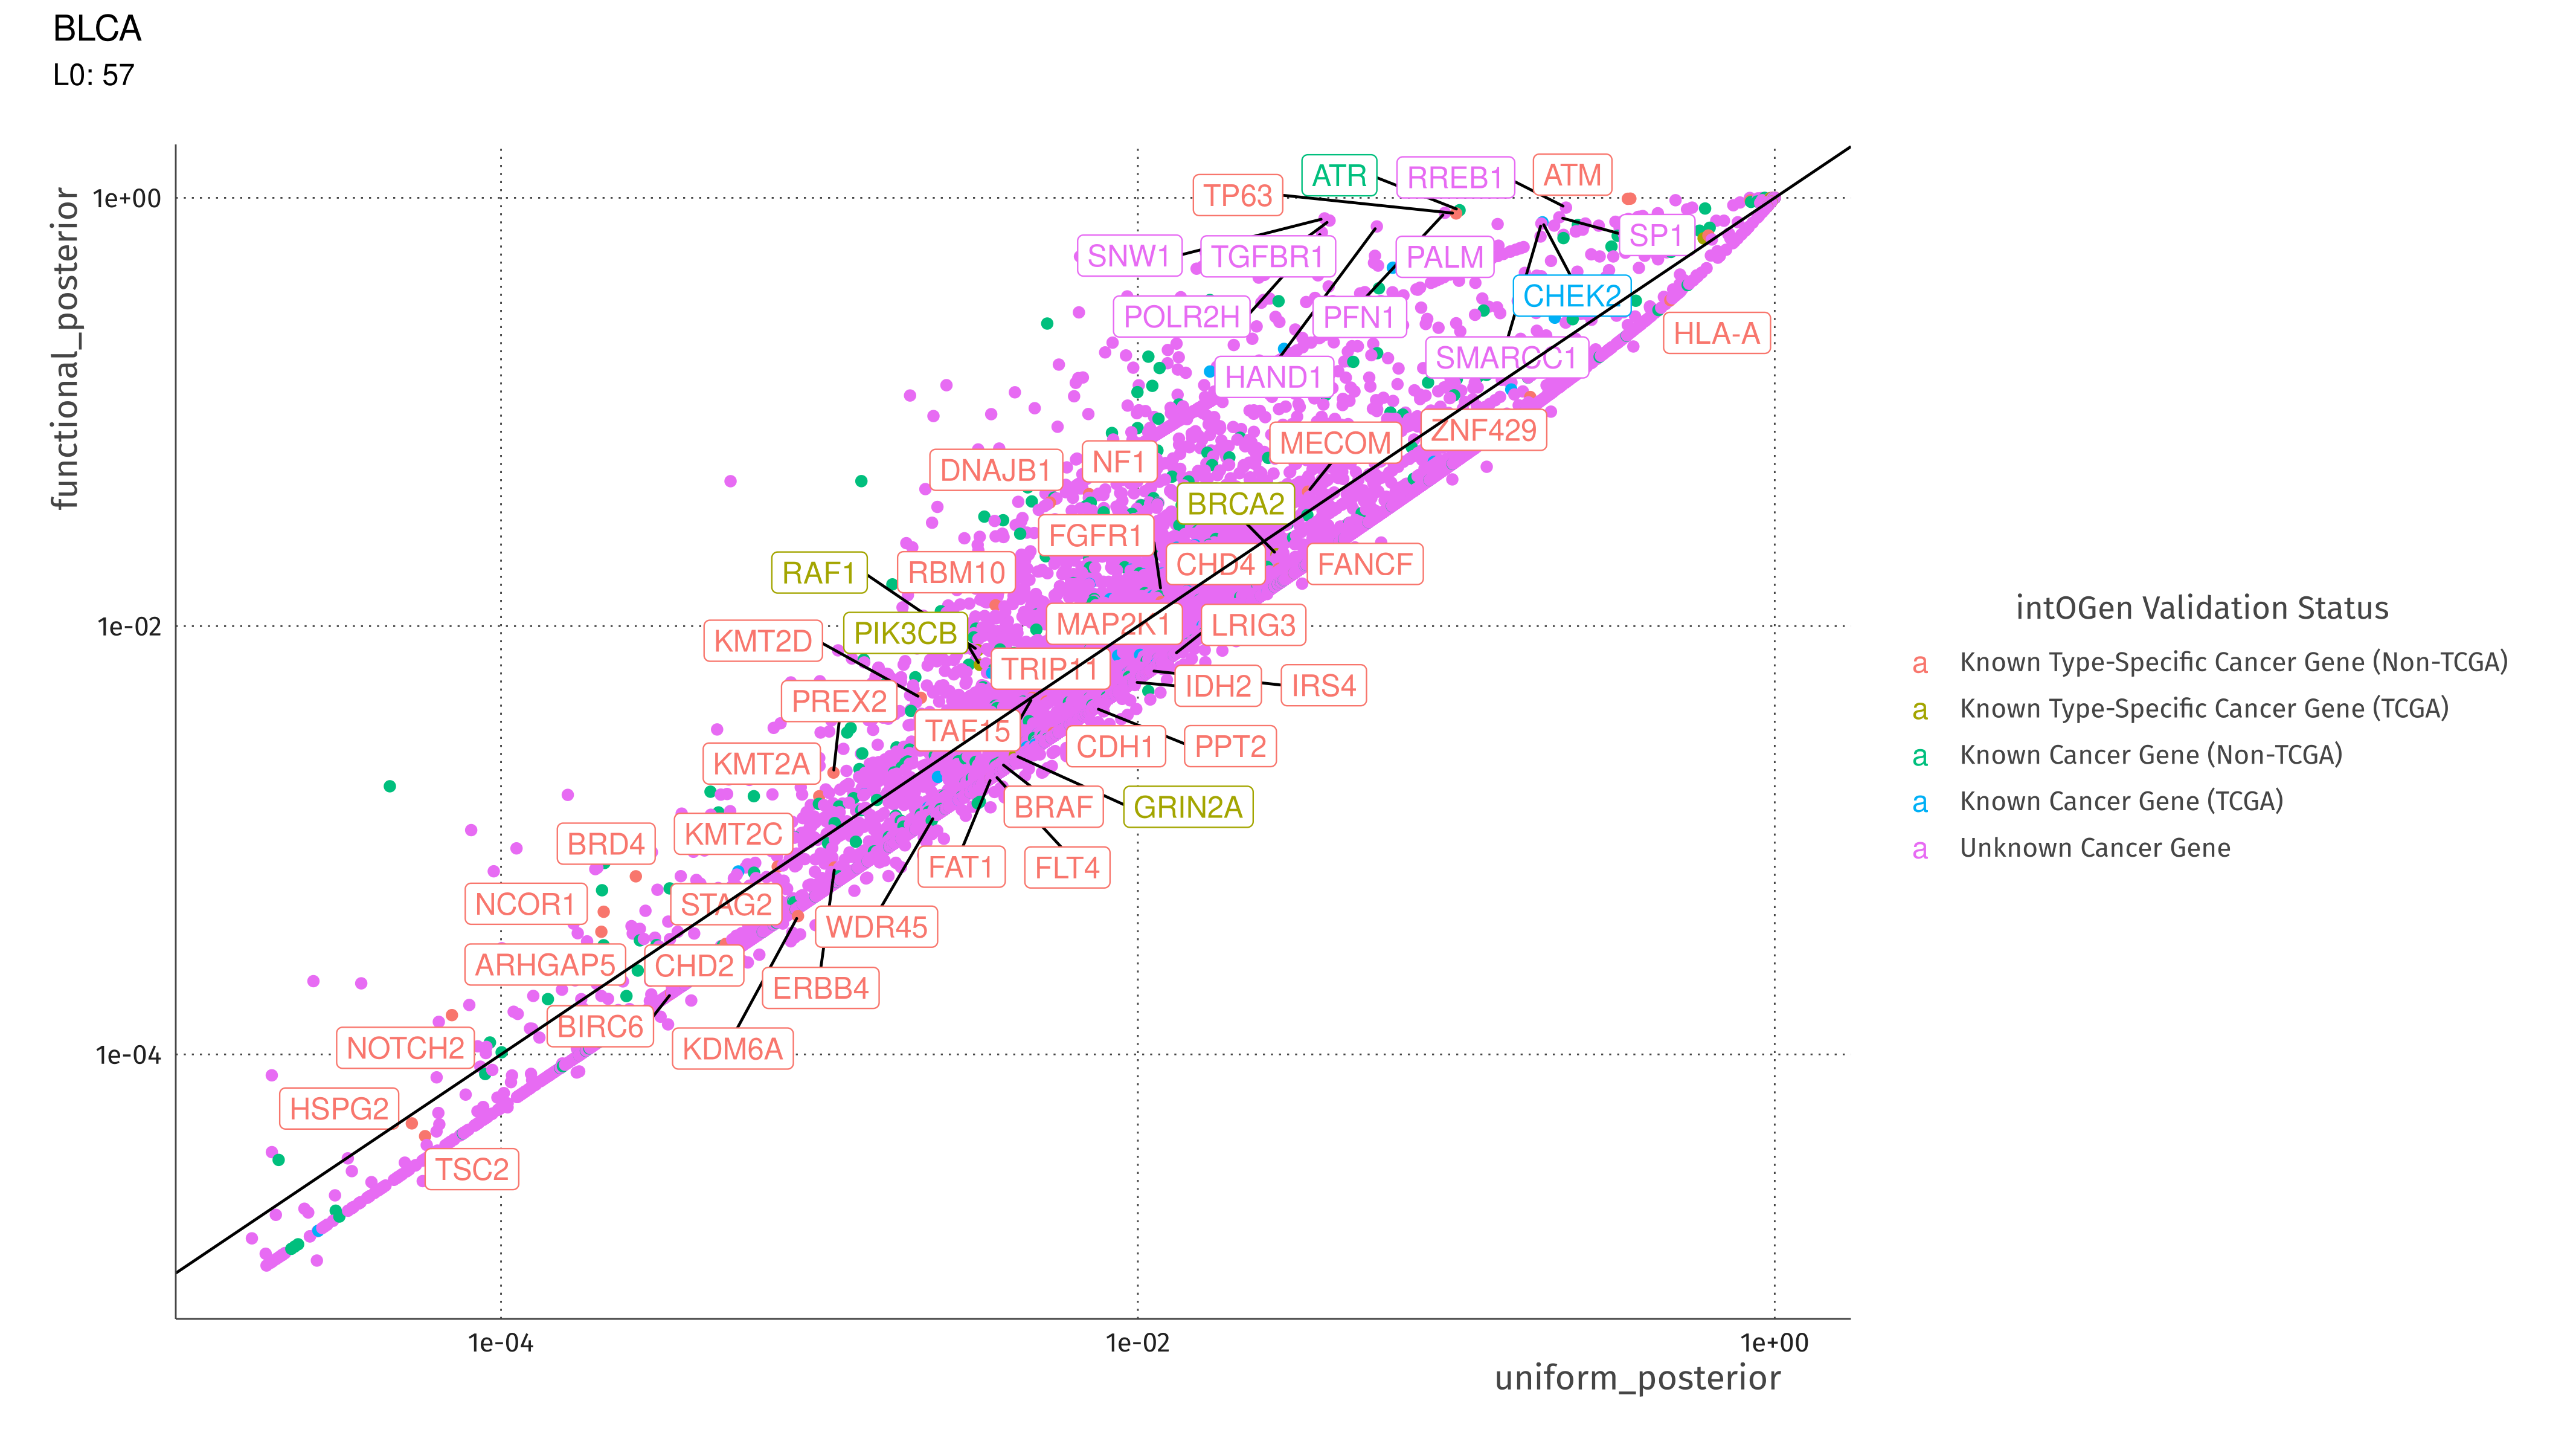 BLCA
L0: 57
functional_posterior
1e+00
1e-02
1e-04
ATR
RREB1
ATM
TP63
SP1
SNW1
TGFBR1
PALM
CHEK2
POLR2H
PFN1
HLA-A
SMARCC1
HAND1
ZNF429
MECOM
NF1
DNAJB1
BRCA2
FGFR1
CHD4
FANCF
RAF1
RBM10
MAP2K1
LRIG3
PIK3CB
KMT2D
TRIP11
IDH2
IRS4
PREX2
TAF15
CDH1
PPT2
KMT2A
BRAF
GRIN2A
KMT2C
BRD4
FAT1
FLT4
NCOR1
STAG2
WDR45
ARHGAP5
CHD2
ERBB4
BIRC6
KDM6A
NOTCH2
HSPG2
TSC2
1e-04
1e-02
1e+00
uniform_posterior
intOGen Validation Status
a Known Type-Specific Cancer Gene (Non-TCGA)
a Known Type-Specific Cancer Gene (TCGA)
a Known Cancer Gene (Non-TCGA)
a Known Cancer Gene (TCGA)
a Unknown Cancer Gene